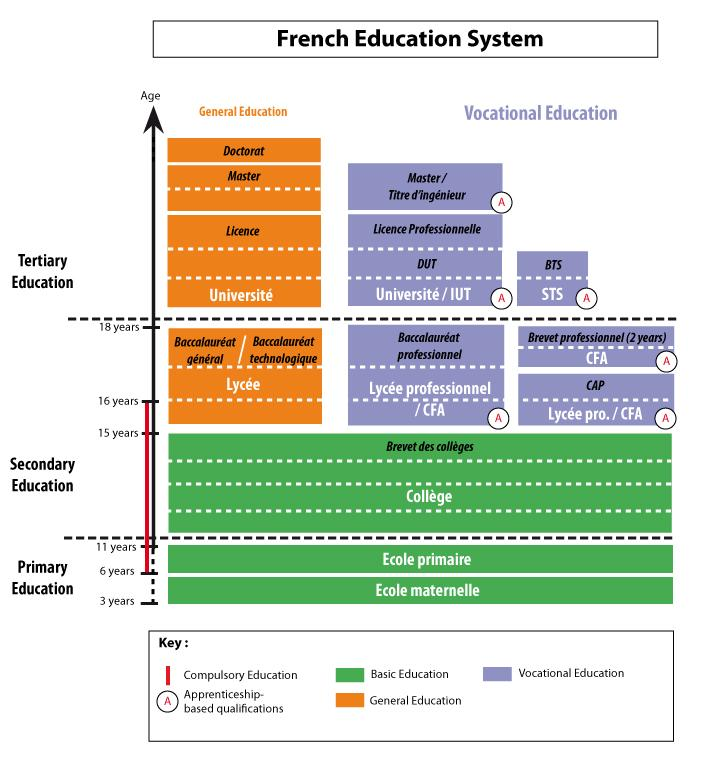 French Education System
Age
General Education
Vocational Education
Doctorat
Master
Master /
Titre d'ingénieur
A
Licence
Licence Professionnelle
DUT
BTS
Tertiary
Education
Université
Université / IUT
A
STS
A
18 years
Baccalauréat
général
/
Baccalauréat
technologique
Baccalauréat
professionnel
Brevet professionnel (2 years)
CFA
A
Lycée
Lycée professionnel
/ CFA
A
CAP
Lycée pro. / CFA
A
16 years
15 years
Brevet des collèges
Secondary
Education
Collège
11 years
Ecole primaire
Primary
Education
6 years
Ecole maternelle
3 years
Key :
Compulsory Education
Basic Education
Vocational Education
A
Apprenticeship-
based qualifications
General Education